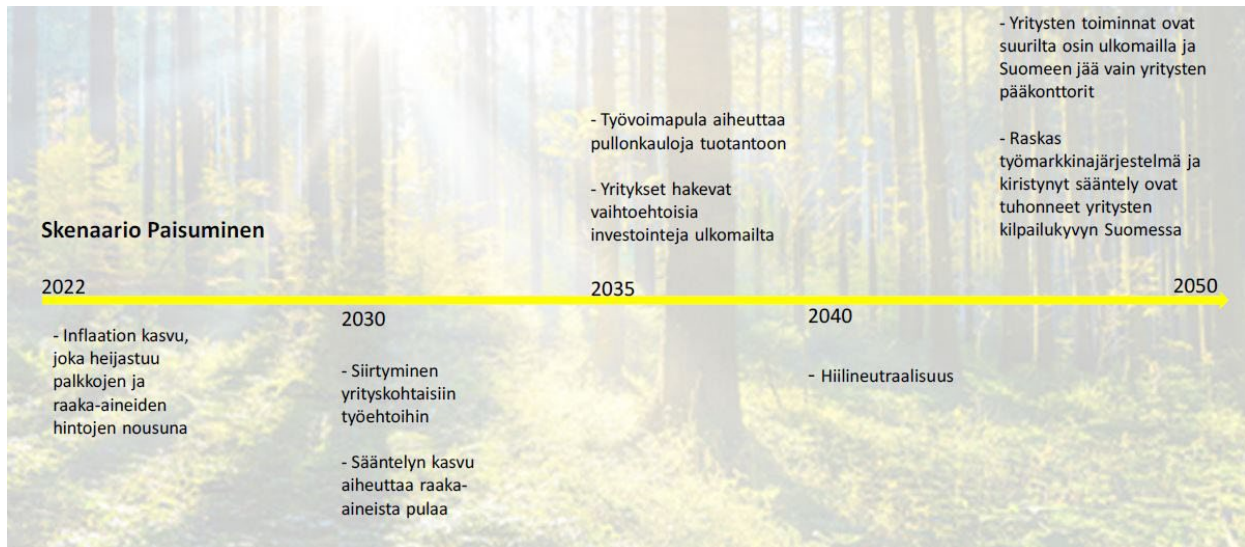 Skenaario Paisuminen
2022
- Inflaation kasvu,
joka heijastuu
palkkojen ja
raaka-aineiden
hintojen nousuna
2030
- Siirtyminen
yrityskohtaisiin
työehtoihin
- Sääntelyn kasvu
aiheuttaa raaka-
aineista pulaa
- Työvoimapula aiheuttaa
pullonkauloja tuotantoon
- Yritykset hakevat
vaihtoehtoisia
investointeja ulkomailta
2035
2040
- Hiilineutraalisuus
- Yritysten toiminnat ovat
suurilta osin ulkomailla ja
Suomeen jää vain yritysten
pääkonttorit
- Raskas
työmarkkinajärjestelmä ja
kiristynyt sääntely ovat
tuhonneet yritysten
kilpailukyvyn Suomessa
2050